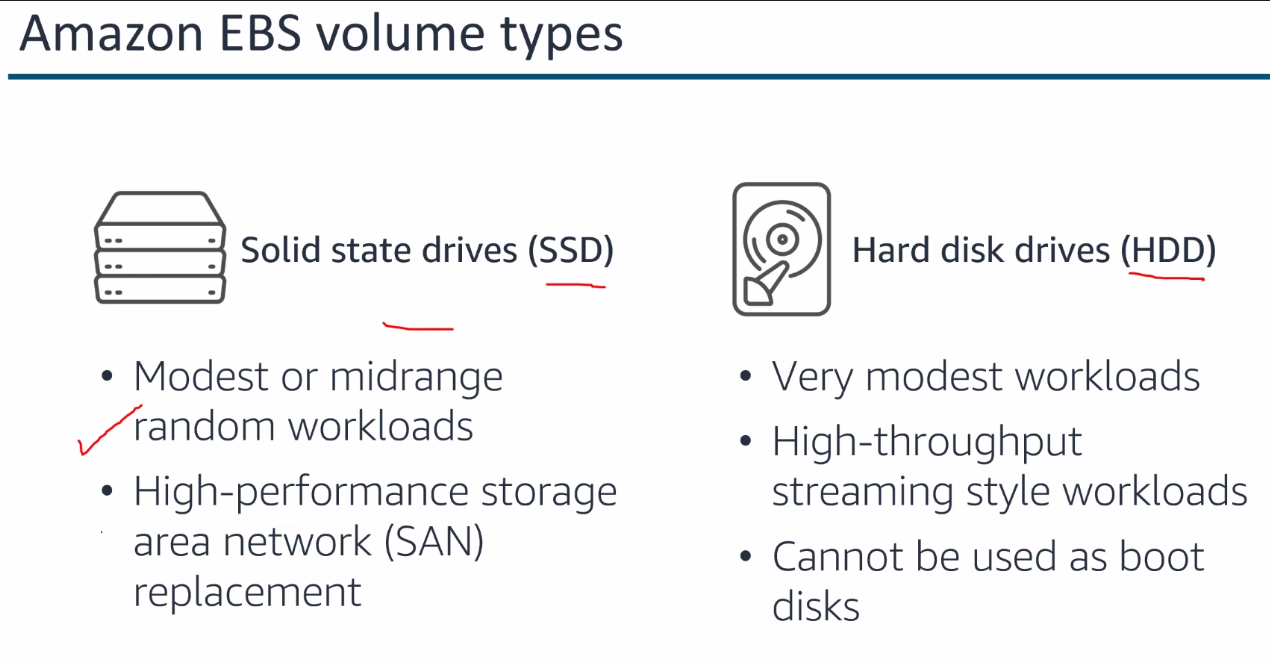 Amazon EBS volume types
Solid state drives (SSD)
• Modest or midrange
random workloads
• High-performance storage
area network (SAN)
replacement
Hard disk drives (HDD)
• Very modest workloads
• High-throughput
streaming style workloads
• Cannot be used as boot
disks